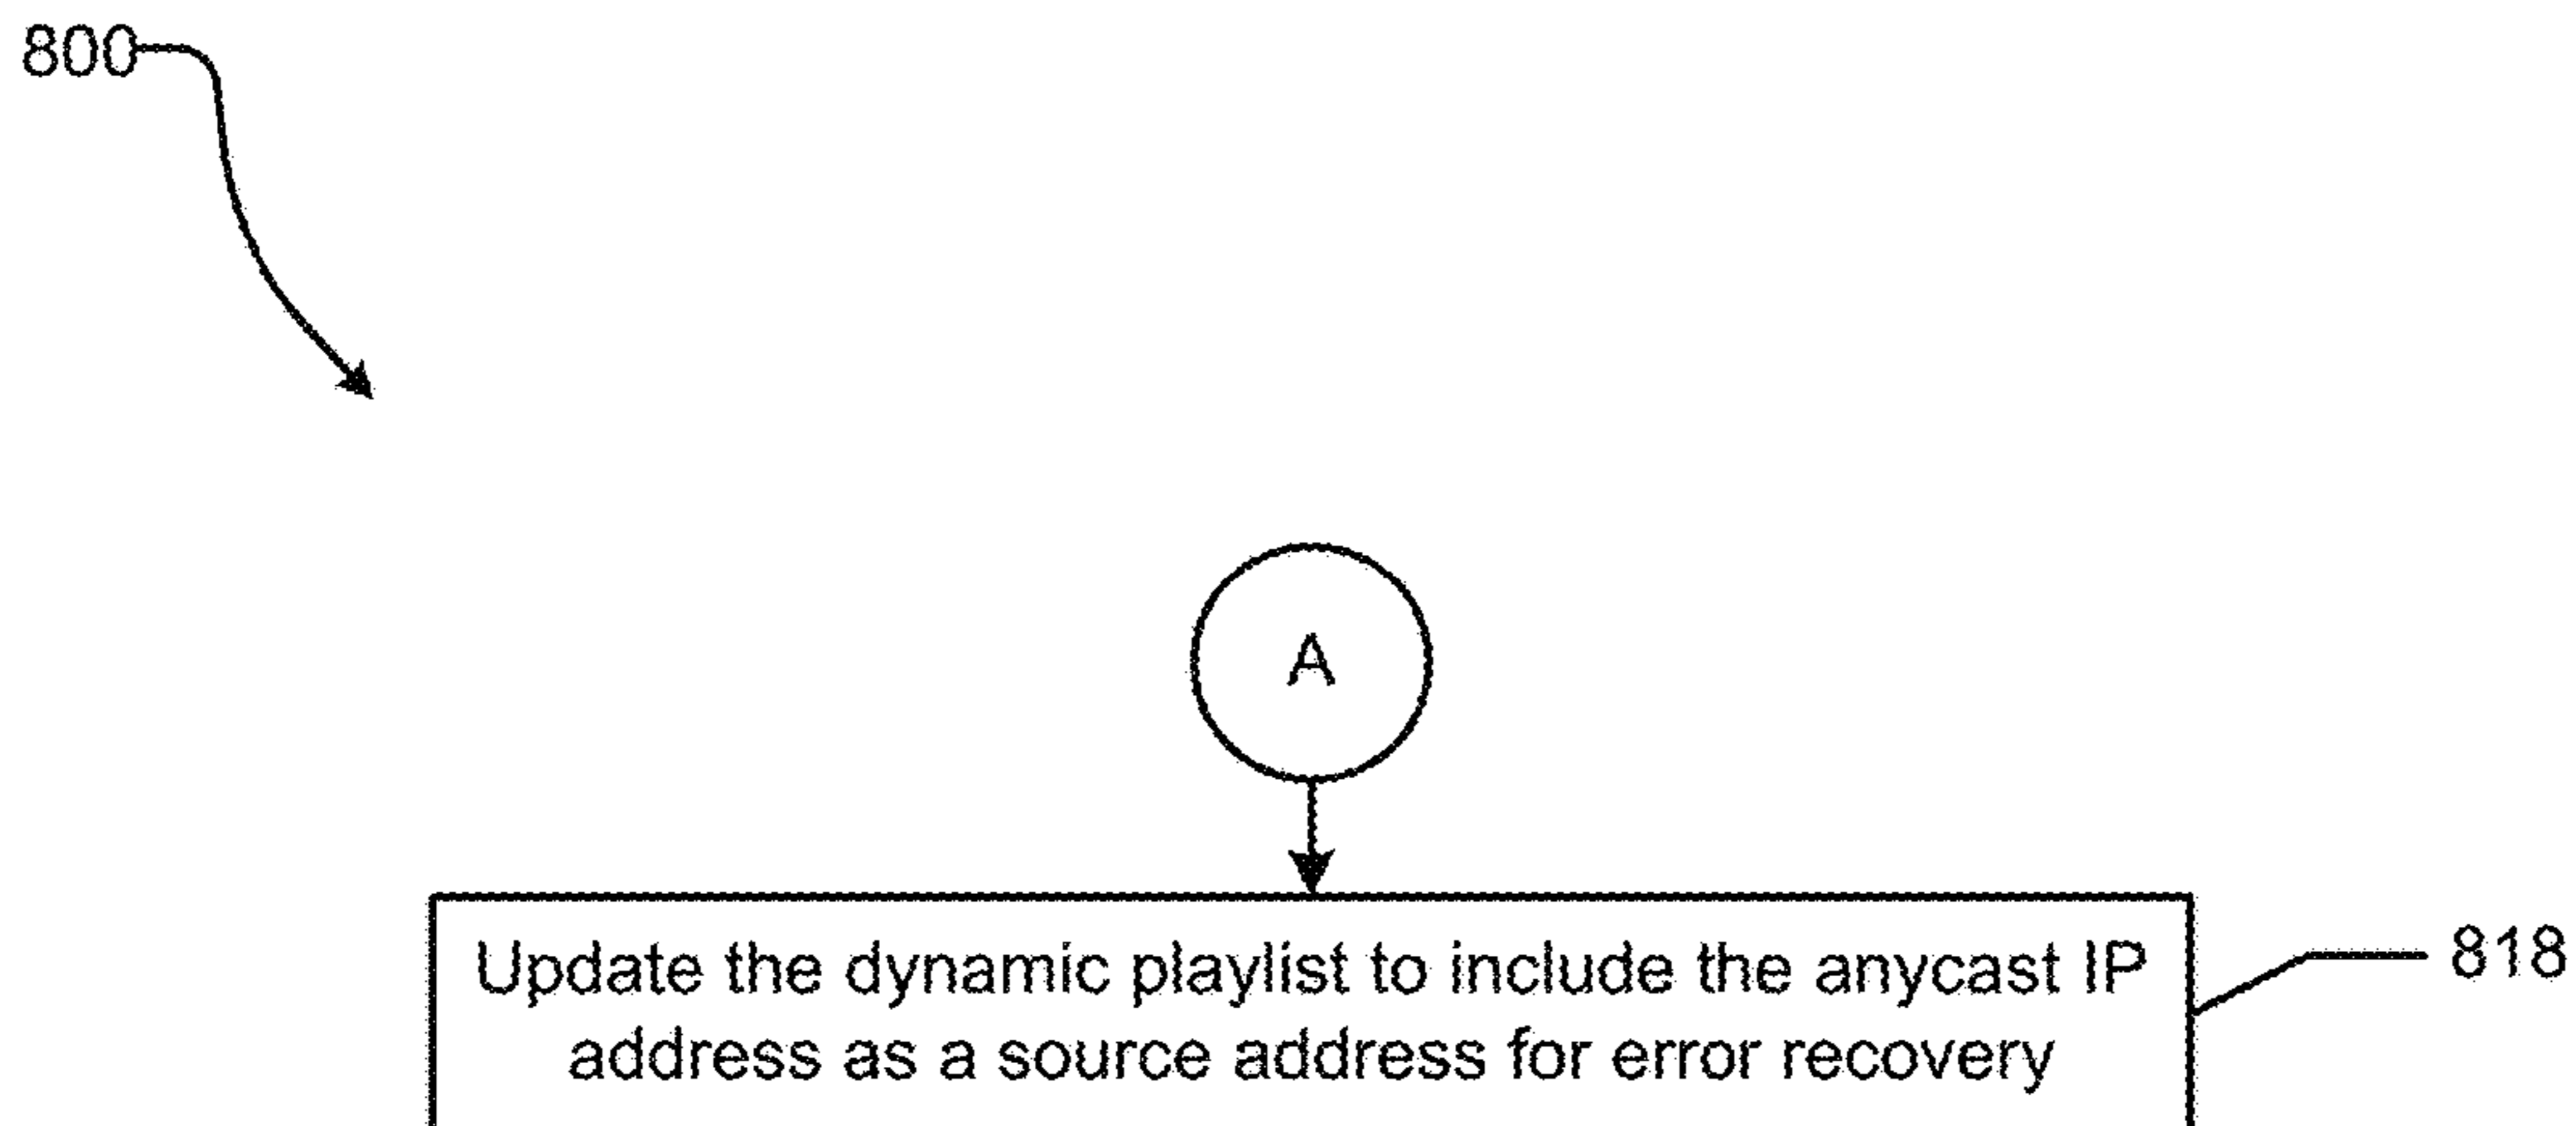 800
A
Update the dynamic playlist to include the anycast IP
address as a source address for error recovery
818